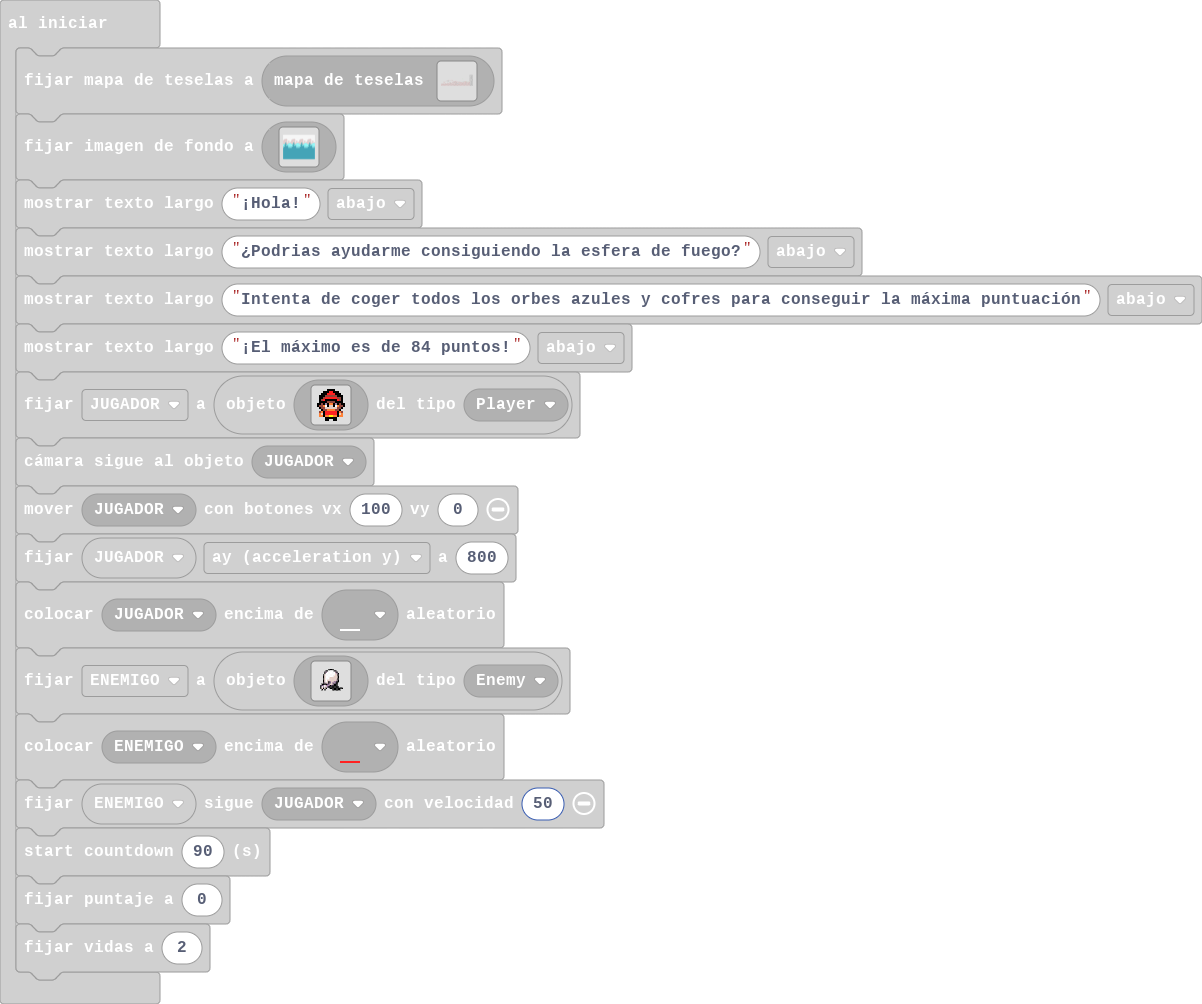 al iniciar
fijar mapa de teselas a mapa de teselas
fijar imagen de fondo a
mostrar texto largo "¡Hola!" abajo
mostrar texto largo "¿Podrias ayudarme consiguiendo la esfera de fuego?" abajo
mostrar texto largo "Intenta de coger todos los orbes azules y cofres para conseguir la máxima puntuación" abajo
mostrar texto largo "¡El máximo es de 84 puntos!" abajo
fijar JUGADOR a objeto del tipo Player
cámara sigue al objeto JUGADOR
mover JUGADOR con botones vx 100 vy 0
fijar JUGADOR ay (acceleration y) a 800
colocar JUGADOR encima de aleatorio
fijar ENEMIGO a objeto del tipo Enemy
colocar ENEMIGO encima de aleatorio
fijar ENEMIGO sigue JUGADOR con velocidad 50
start countdown 90 (s)
fijar puntaje a 0
fijar vidas a 2